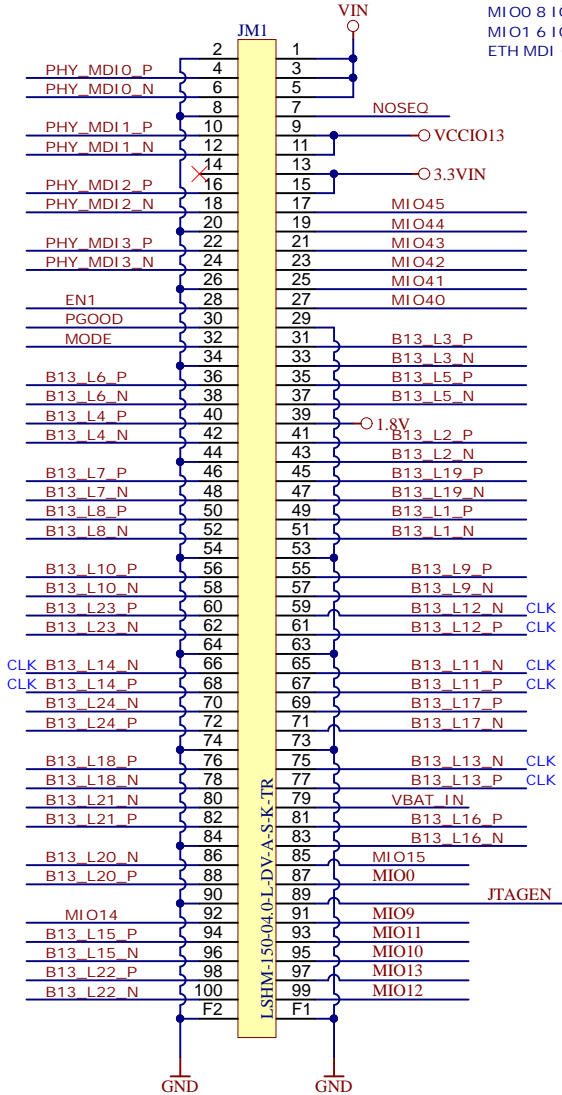 VIN
MIO0 8 IO
MIO1 6 IO
ETH MDI
JM1
2 1
PHY_MDI0_P 4 3
PHY_MDI0_N 6 5
8 7 NOSEQ
PHY_MDI1_P 10 9 VCCIO13
PHY_MDI1_N 12 11
14 13 3.3VIN
PHY_MDI2_P 16 15
PHY_MDI2_N 18 17 MIO45
20 19 MIO44
PHY_MDI3_P 22 21 MIO43
PHY_MDI3_N 24 23 MIO42
26 25 MIO41
EN1 28 27 MIO40
PGOOD 30 29
MODE 32 31 B13_L3_P
34 33 B13_L3_N
B13_L6_P 36 35 B13_L5_P
B13_L6_N 38 37 B13_L5_N
B13_L4_P 40 39 1.8V
B13_L4_N 42 41 B13_L2_P
44 43 B13_L2_N
B13_L7_P 46 45 B13_L19_P
B13_L7_N 48 47 B13_L19_N
B13_L8_P 50 49 B13_L1_P
B13_L8_N 52 51 B13_L1_N
54 53
B13_L10_P 56 55 B13_L9_P
B13_L10_N 58 57 B13_L9_N
B13_L23_P 60 59 B13_L12_N CLK
B13_L23_N 62 61 B13_L12_P CLK
64 63
CLK B13_L14_N 66 65 B13_L11_N CLK
CLK B13_L14_P 68 67 B13_L11_P CLK
B13_L24_N 70 69 B13_L17_P
B13_L24_P 72 71 B13_L17_N
74 73
B13_L18_P 76 75 B13_L13_N CLK
B13_L18_N 78 77 B13_L13_P CLK
B13_L21_N 80 79 VBAT_IN
B13_L21_P 82 81 B13_L16_P
84 83 B13_L16_N
B13_L20_N 86 85 MIO15
B13_L20_P 88 87 MIO0
90 89 JTAGEN
MIO14 92 91 MIO9
B13_L15_P 94 93 MIO11
B13_L15_N 96 95 MIO10
B13_L22_P 98 97 MIO13
B13_L22_N 100 99 MIO12
F2 F1
LSHM-150-04.0-L-DV-A-S-K-TR
GND GND